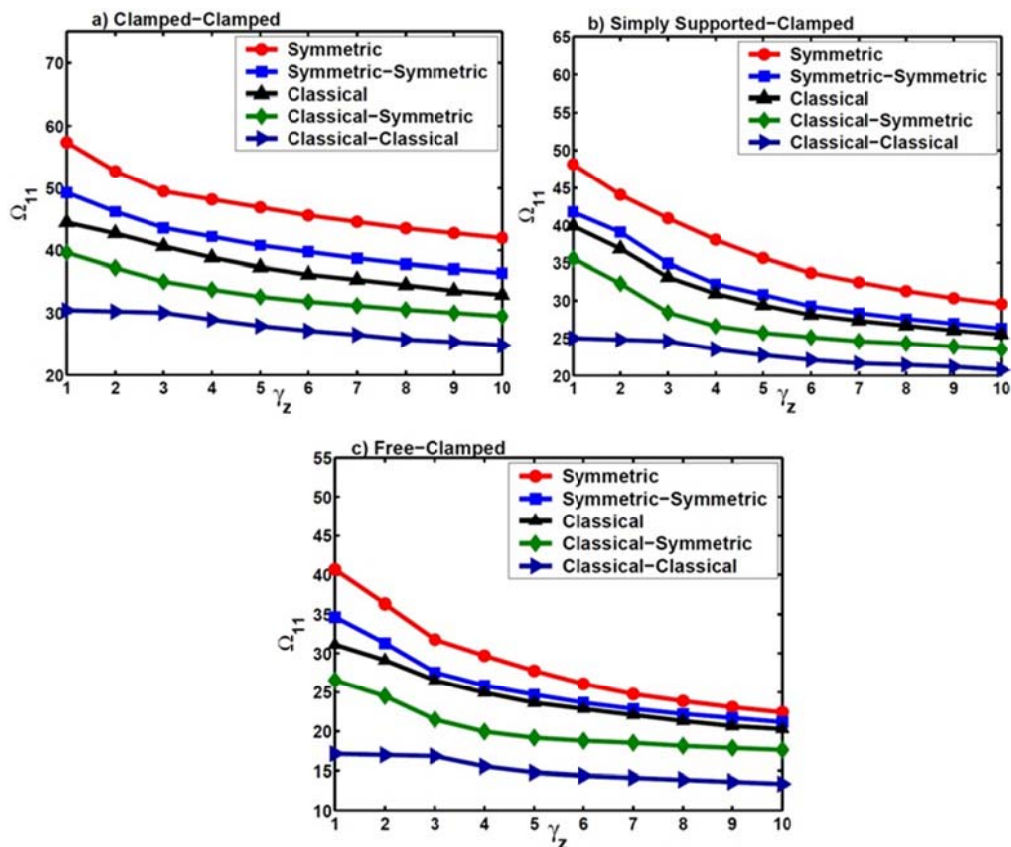 a) Clamped−Clamped
70
60
50
40
30
20
Ω11
Symmetric
Symmetric−Symmetric
Classical
Classical−Symmetric
Classical−Classical
1 2 3 4 5 6 7 8 9 10
γz
b) Simply Supported−Clamped
65
60
55
50
45
40
35
30
25
20
Ω11
Symmetric
Symmetric−Symmetric
Classical
Classical−Symmetric
Classical−Classical
1 2 3 4 5 6 7 8 9 10
γz
c) Free−Clamped
55
50
45
40
35
30
25
20
15
10
Ω11
Symmetric
Symmetric−Symmetric
Classical
Classical−Symmetric
Classical−Classical
1 2 3 4 5 6 7 8 9 10
γz